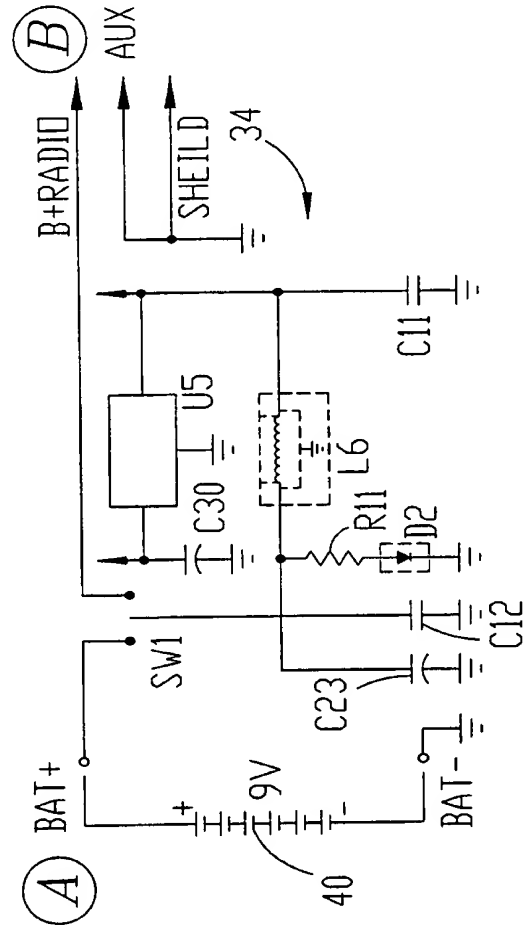 A
B
BAT+
B+RADIO
AUX
SHEILD
34
SW1
C30
U5
9V
+
-
40
BAT-
C23
C12
R11
D2
L6
C11